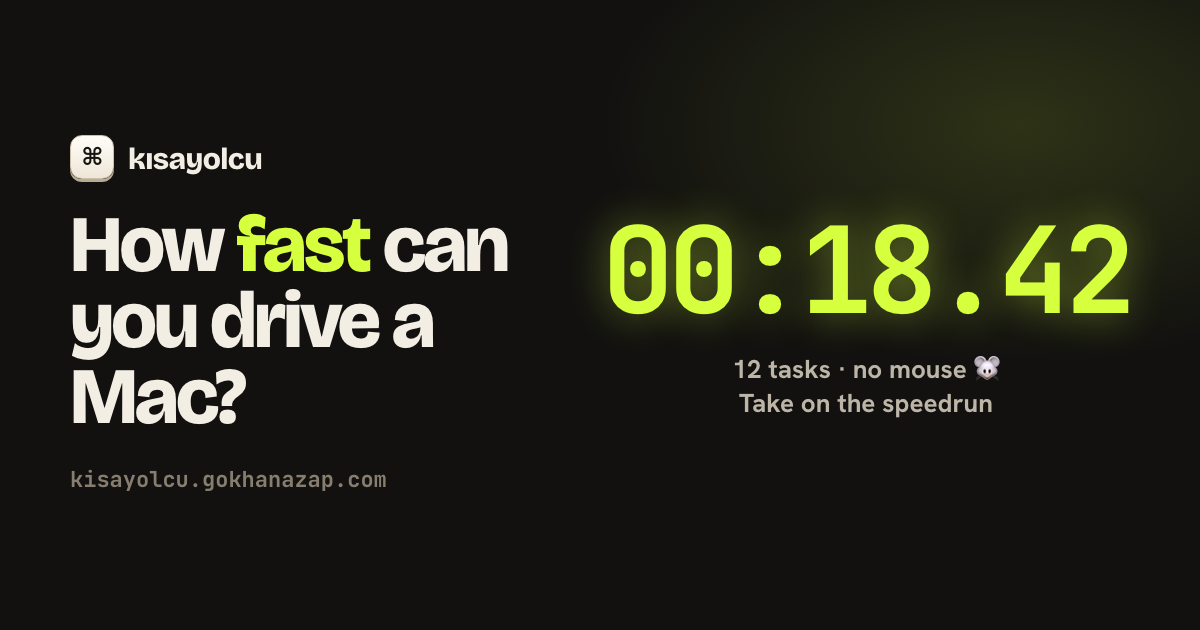 ⌘ kısayolcu
How fast can
you drive a
Mac?
kisayolcu.gokhanazap.com
00:18.42
12 tasks · no mouse 🐭
Take on the speedrun